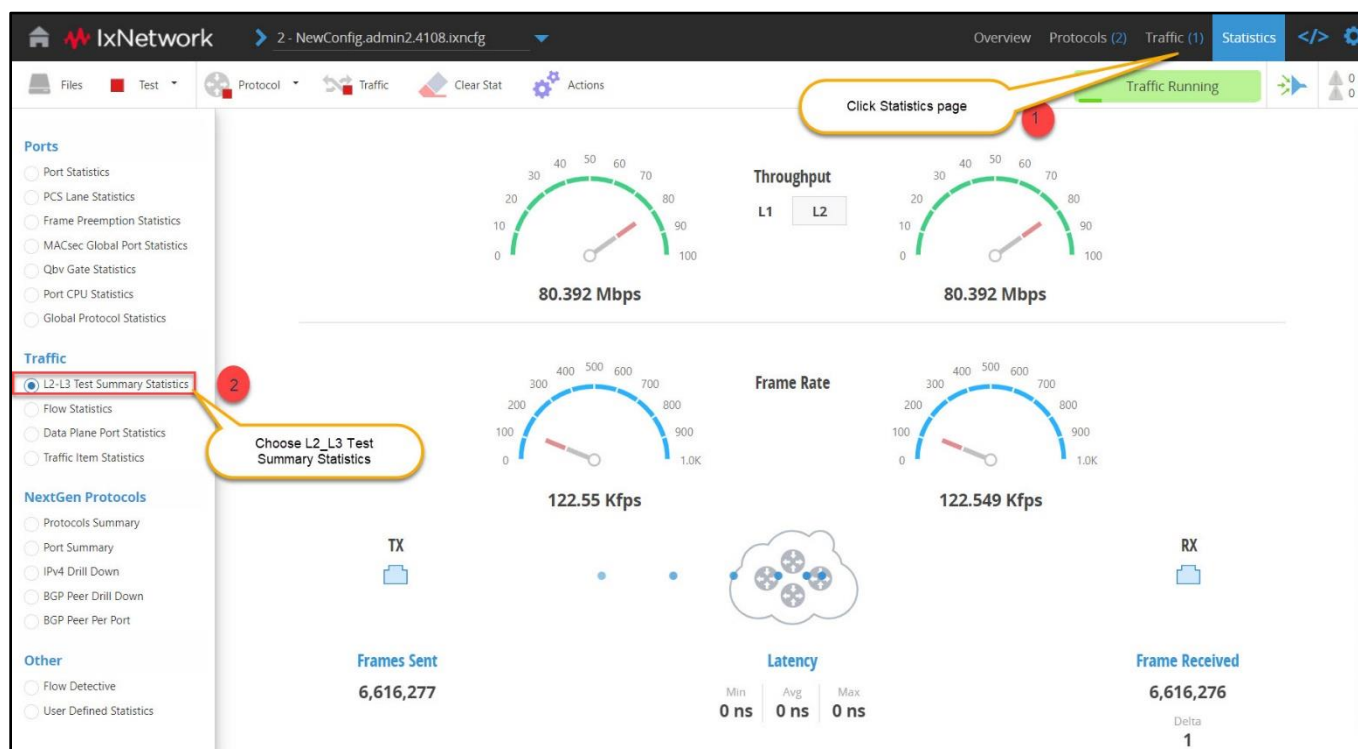 IxNetwork
2 - NewConfig.admin2.4108.ixncfg
Overview Protocols (2) Traffic (1) Statistics </>
Files Test Protocol Traffic Clear Stat Actions
Traffic Running
0
0
Click Statistics page
1
Ports
Port Statistics
PCS Lane Statistics
Frame Preemption Statistics
MACsec Global Port Statistics
Qbv Gate Statistics
Port CPU Statistics
Global Protocol Statistics
Traffic
L2-L3 Test Summary Statistics
2
Flow Statistics
Data Plane Port Statistics
Traffic Item Statistics
Choose L2_L3 Test
Summary Statistics
NextGen Protocols
Protocols Summary
Port Summary
IPv4 Drill Down
BGP Peer Drill Down
BGP Peer Per Port
Other
Flow Detective
User Defined Statistics
0 10 20 30 40 50 60 70 80 90 100
Throughput
L1 L2
0 10 20 30 40 50 60 70 80 90 100
80.392 Mbps
80.392 Mbps
0 100 200 300 400 500 600 700 800 900 1.0K
Frame Rate
0 100 200 300 400 500 600 700 800 900 1.0K
122.55 Kfps
122.549 Kfps
TX
RX
Frames Sent
6,616,277
Latency
Min Avg Max
0 ns 0 ns 0 ns
Frame Received
6,616,276
Delta
1